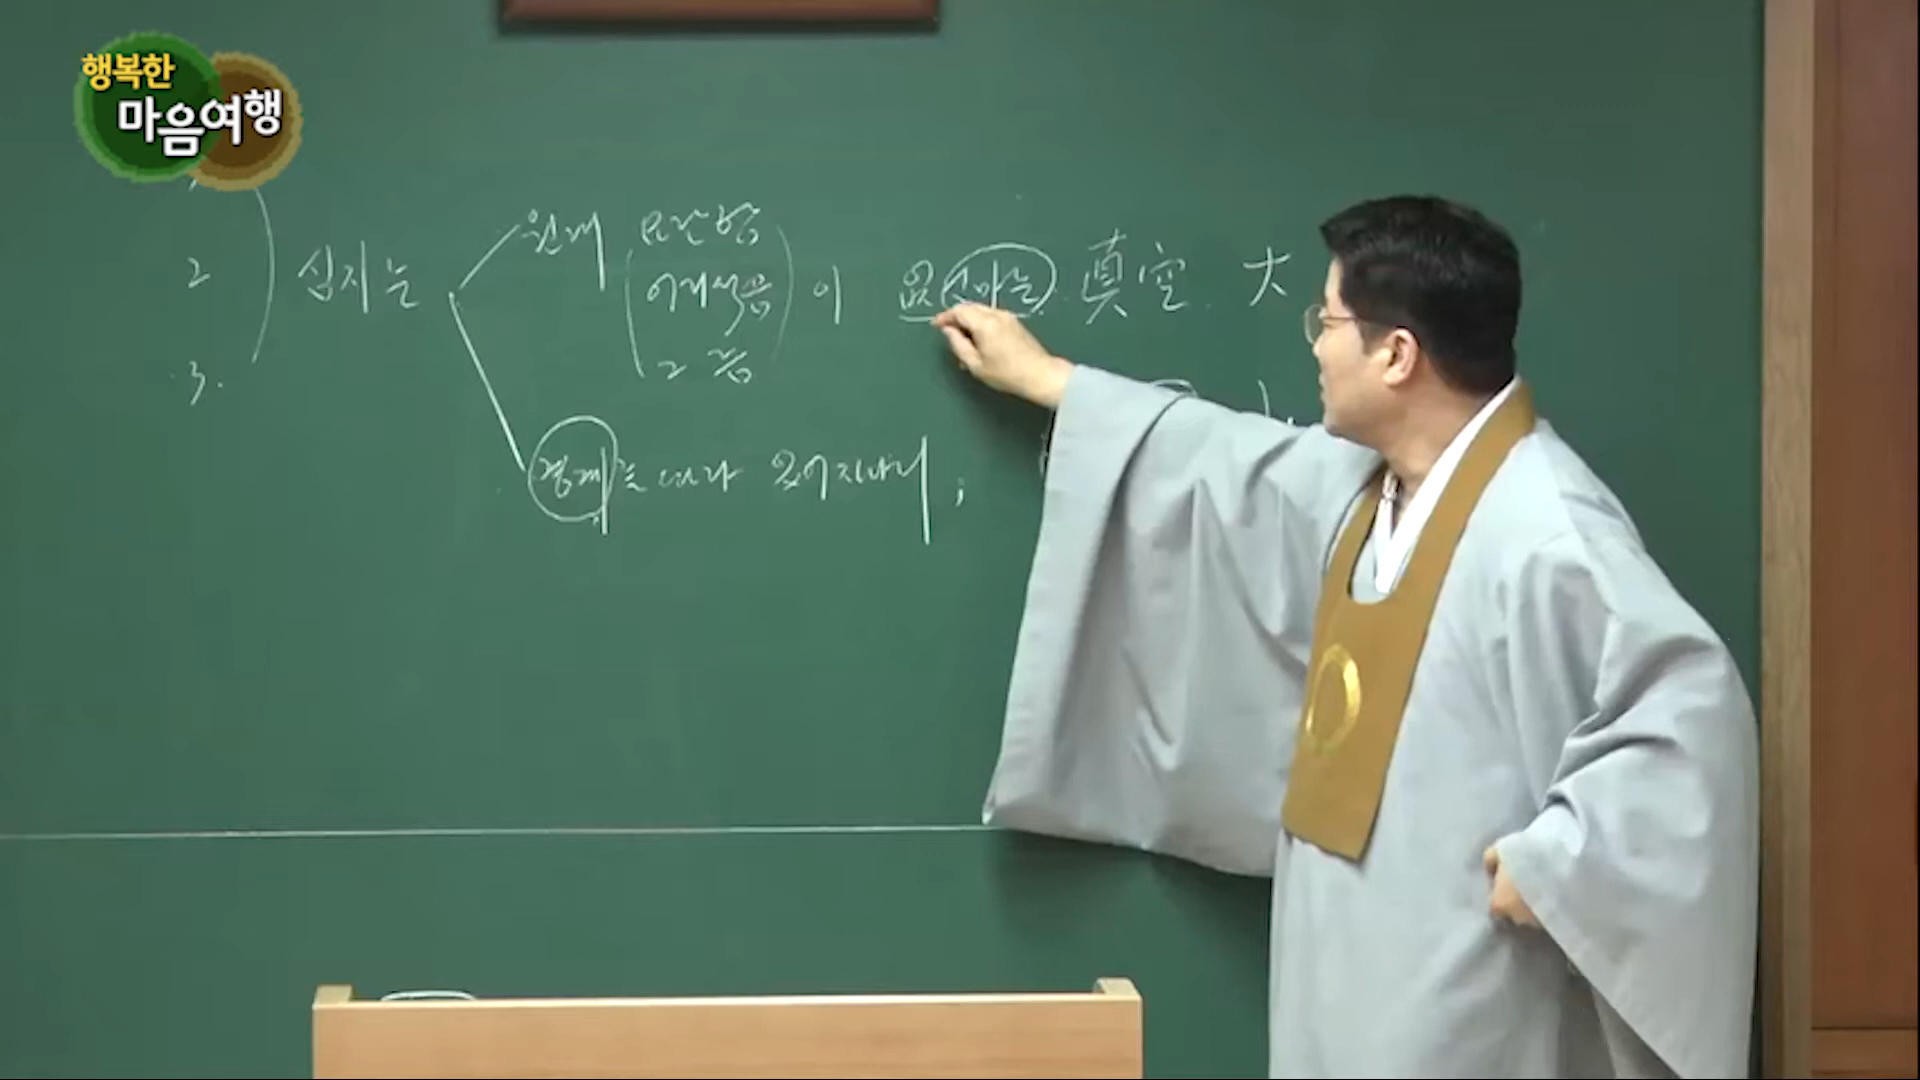 행복한
마음여행
2
3.
심지는
원래
요란함
어리석음
그름
이
없건마는
眞空
大
경계를 따라 있어지나니
;